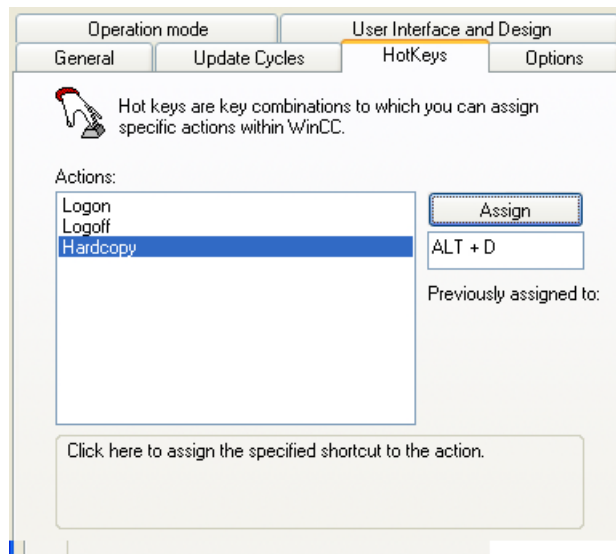 Operation mode
User Interface and Design
General
Update Cycles
HotKeys
Options
Hot keys are key combinations to which you can assign
specific actions within WinCC.
Actions:
Logon
Logoff
Hardcopy
Assign
ALT + D
Previously assigned to:
Click here to assign the specified shortcut to the action.